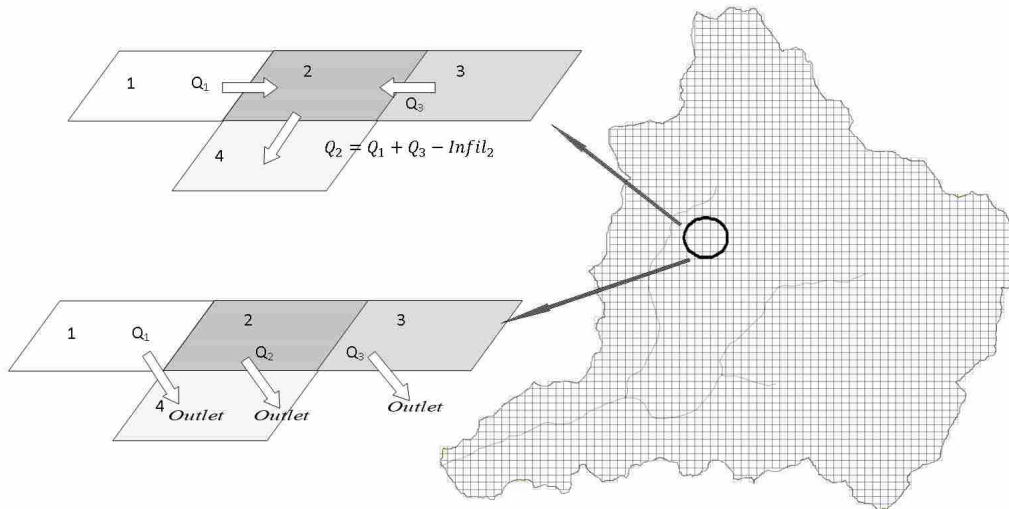 1
2
3
Q₁
Q₃
4
Q₂ = Q₁ + Q₃ − Infil₂
1
2
3
Q₁
Q₂
Q₃
4
Outlet
Outlet
Outlet